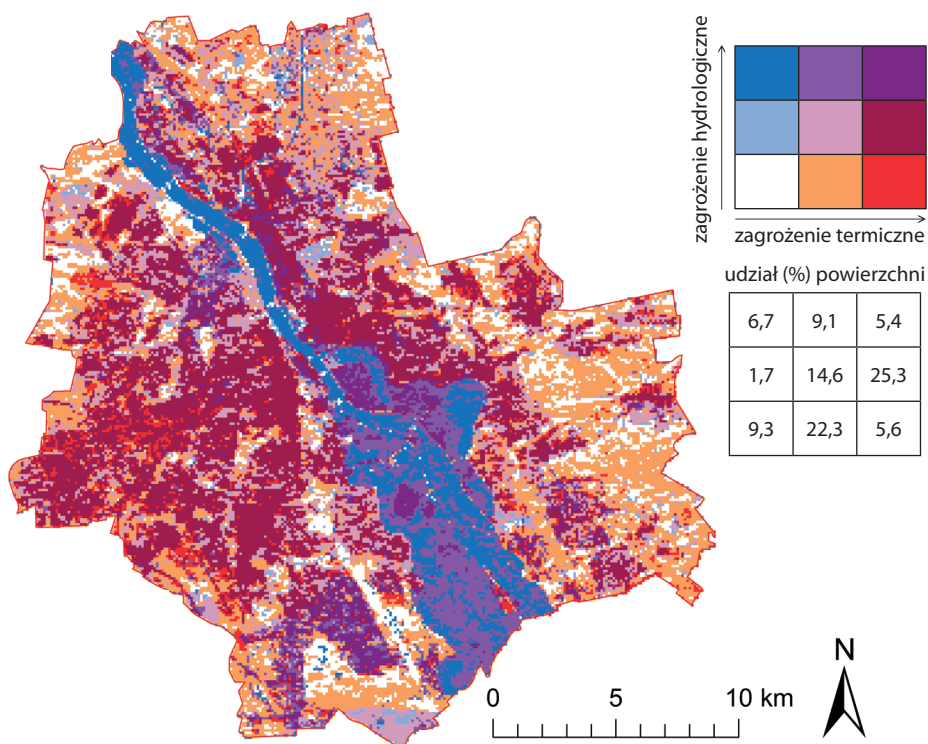 zagrożenie hydrologiczne
zagrożenie termiczne
udział (%) powierzchni
6,7 9,1 5,4
1,7 14,6 25,3
9,3 22,3 5,6
N
0 5 10 km